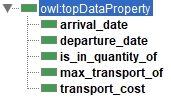 owl:topDataProperty
arrival_date
departure_date
is_in_quantity_of
max_transport_of
transport_cost